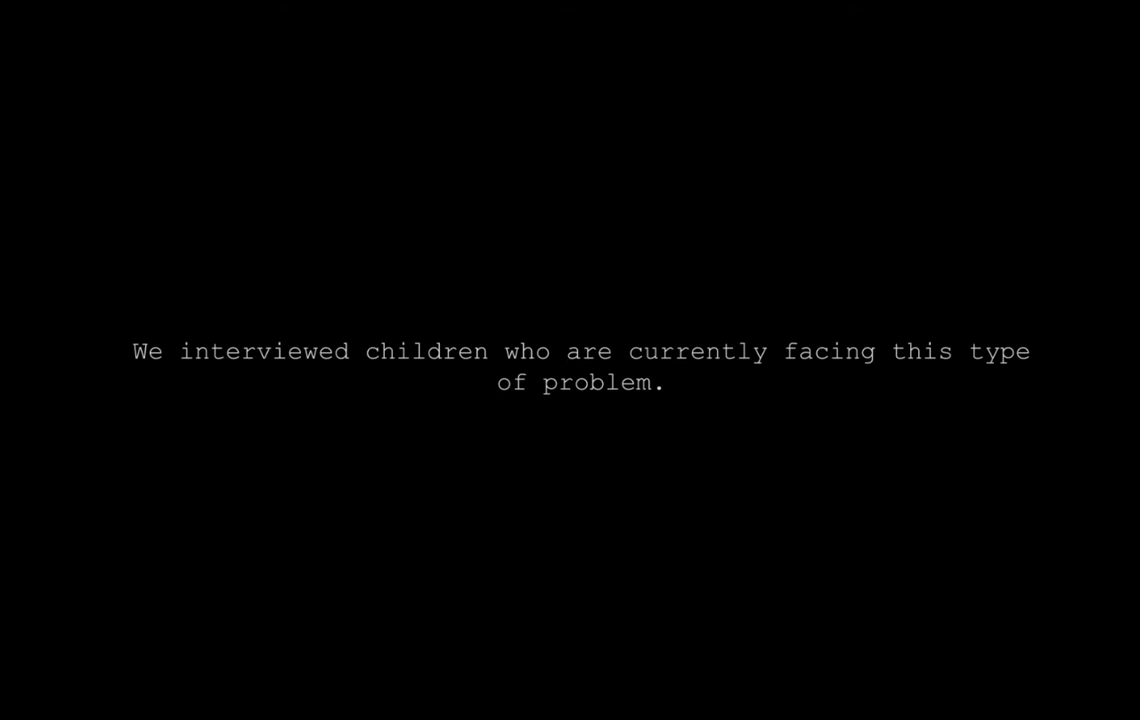 We interviewed children who are currently facing this type
of problem.